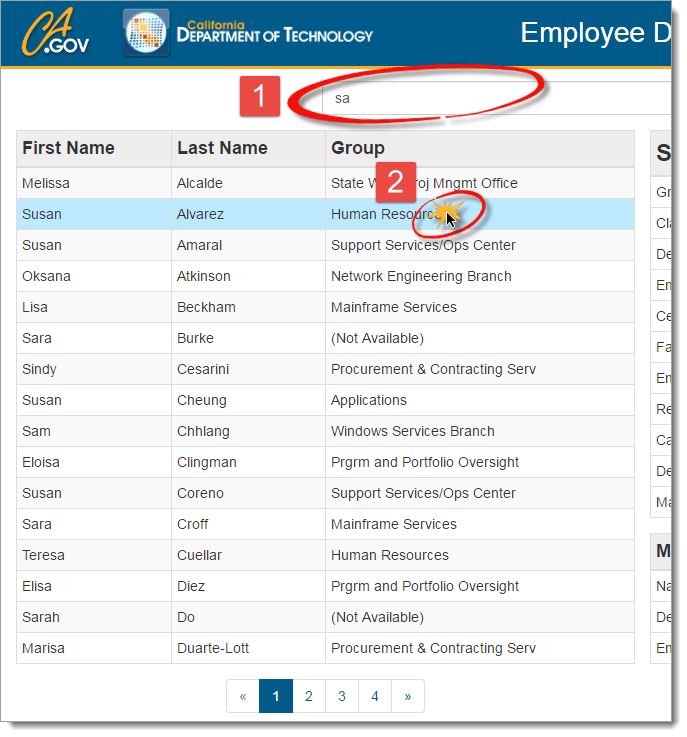 CA
.GOV
California
DEPARTMENT OF TECHNOLOGY
Employee D
1
sa
First Name Last Name Group
2
Melissa Alcalde State W roj Mngmt Office
Susan Alvarez Human Resourc
Susan Amaral Support Services/Ops Center
Oksana Atkinson Network Engineering Branch
Lisa Beckham Mainframe Services
Sara Burke (Not Available)
Sindy Cesarini Procurement & Contracting Serv
Susan Cheung Applications
Sam Chhlang Windows Services Branch
Eloisa Clingman Prgrm and Portfolio Oversight
Susan Coreno Support Services/Ops Center
Sara Croff Mainframe Services
Teresa Cuellar Human Resources
Elisa Diez Prgrm and Portfolio Oversight
Sarah Do (Not Available)
Marisa Duarte-Lott Procurement & Contracting Serv
« 1 2 3 4 »
S
Gr
Cla
De
Em
Ce
Fa
En
Re
Ca
De
Ma
M
Na
De
En